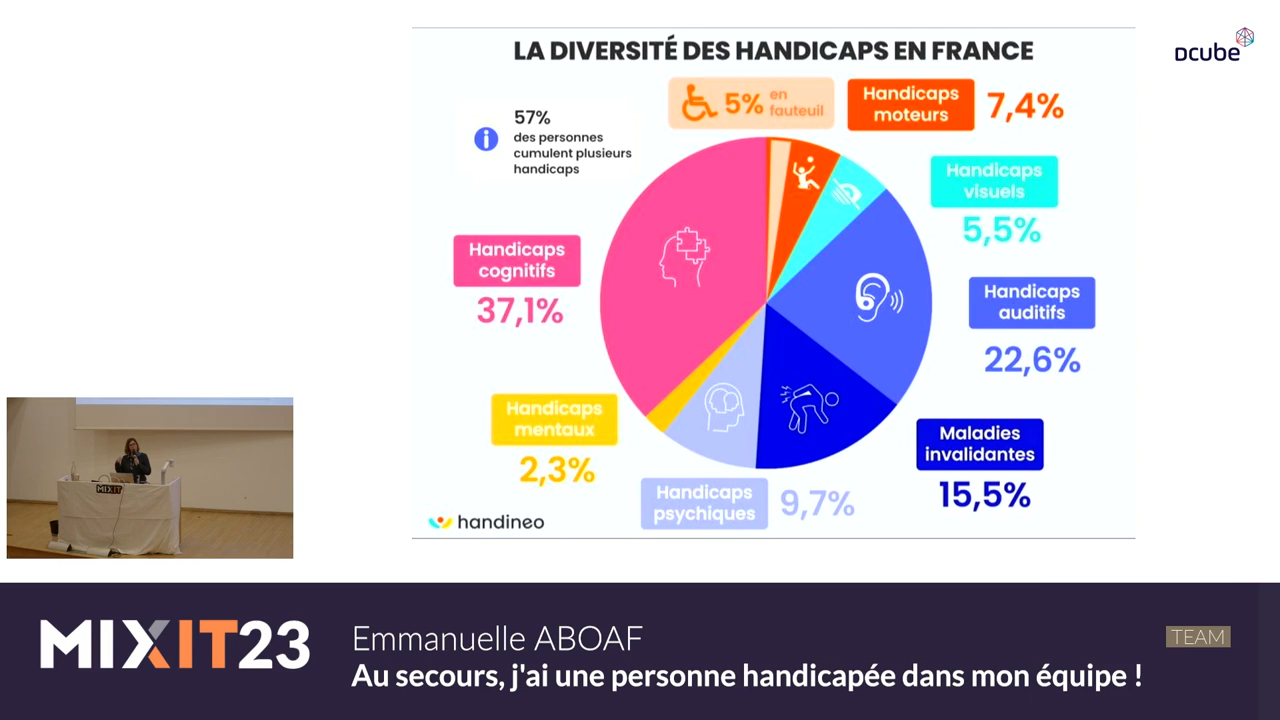 LA DIVERSITÉ DES HANDICAPS EN FRANCE
Dcube
57%
des personnes
cumulent plusieurs
handicaps
5% en
fauteuil
Handicaps
moteurs
7,4%
Handicaps
visuels
5,5%
Handicaps
auditifs
22,6%
Maladies
invalidantes
15,5%
Handicaps
psychiques
9,7%
Handicaps
mentaux
2,3%
Handicaps
cognitifs
37,1%
handineo
MIXIT
MIXIT23
Emmanuelle ABOAF
TEAM
Au secours, j'ai une personne handicapée dans mon équipe !